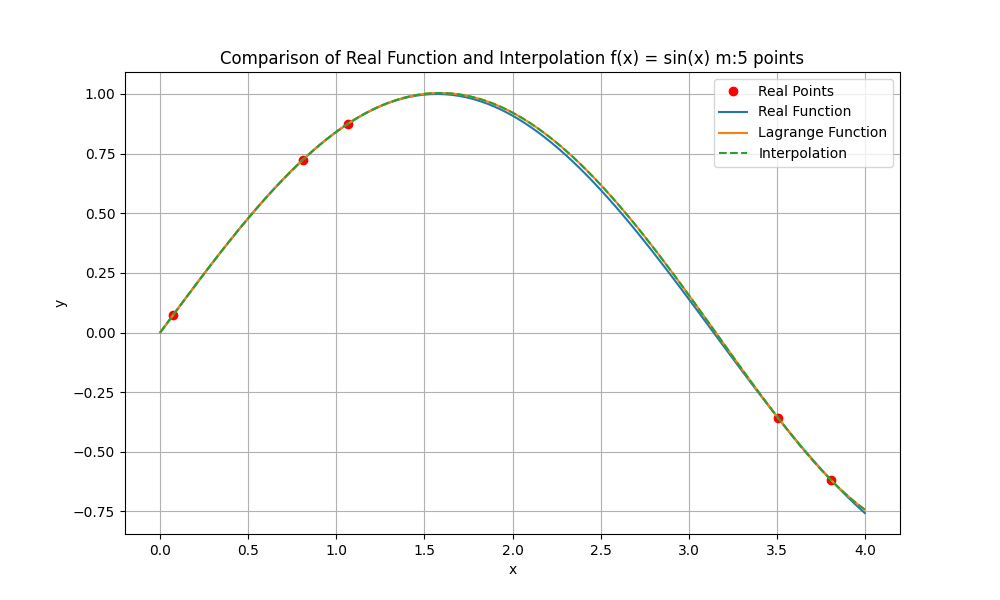 Comparison of Real Function and Interpolation f(x) = sin(x) m:5 points
Real Points
Real Function
Lagrange Function
Interpolation
y
1.00
0.75
0.50
0.25
0.00
−0.25
−0.50
−0.75
0.0 0.5 1.0 1.5 2.0 2.5 3.0 3.5 4.0
x